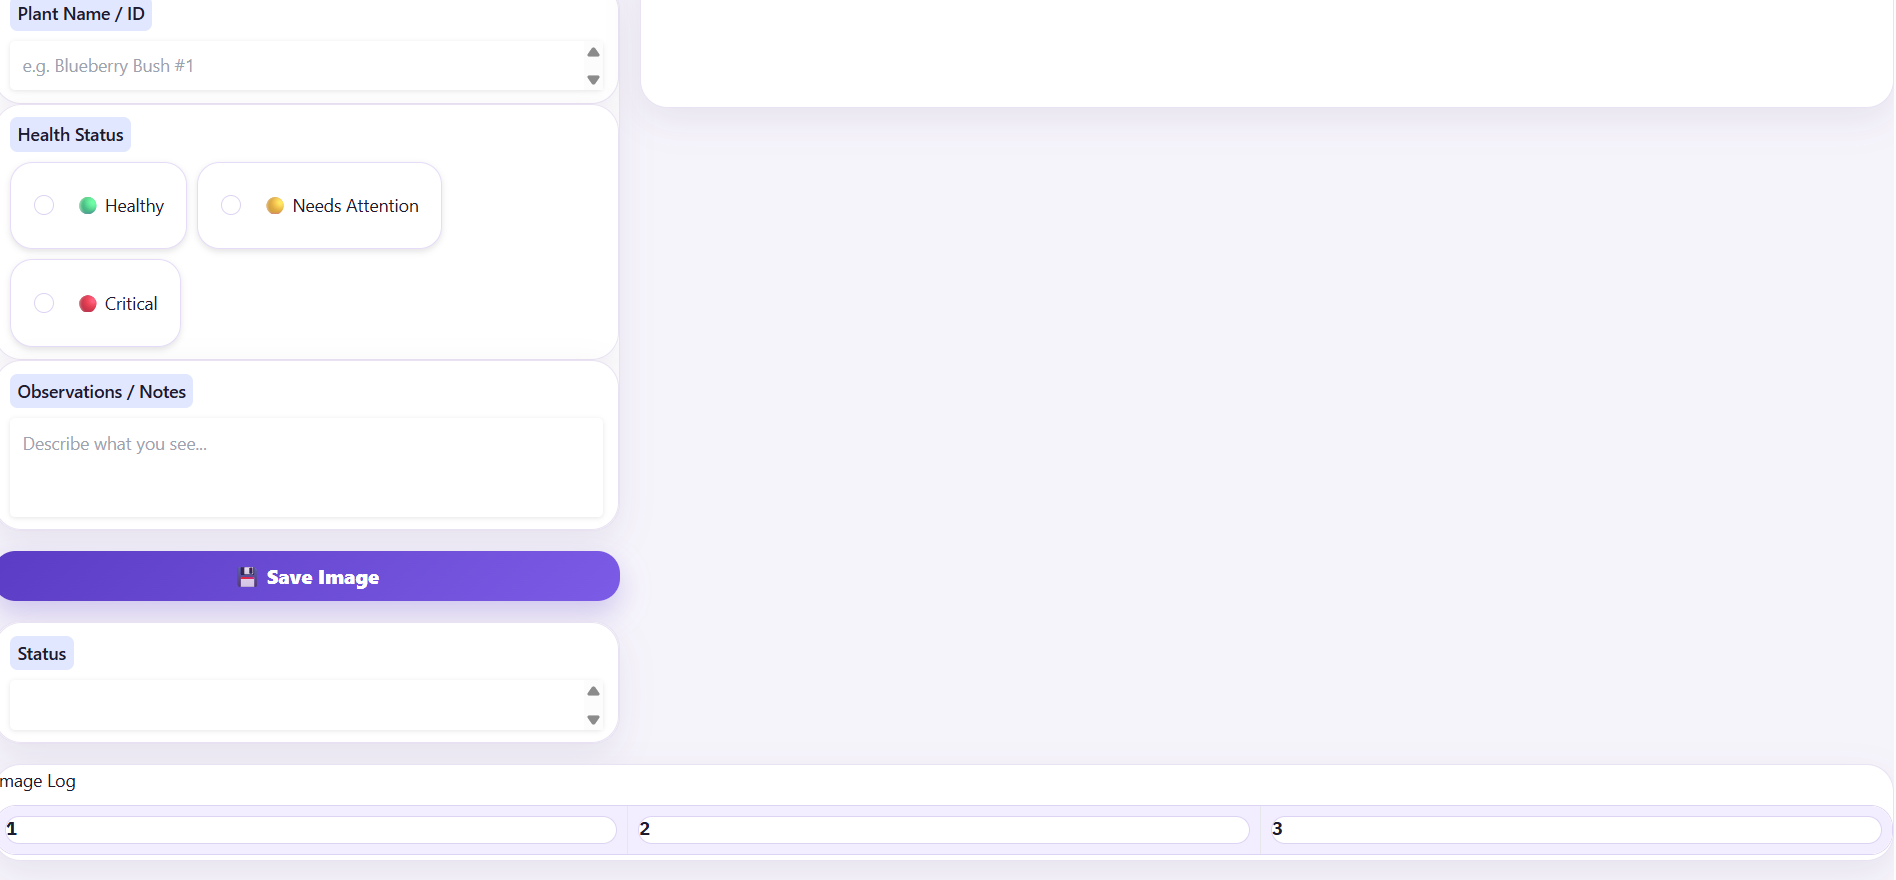 Plant Name / ID
e.g. Blueberry Bush #1
Health Status
Healthy
Needs Attention
Critical
Observations / Notes
Describe what you see...
Save Image
Status
mage Log
1 2 3